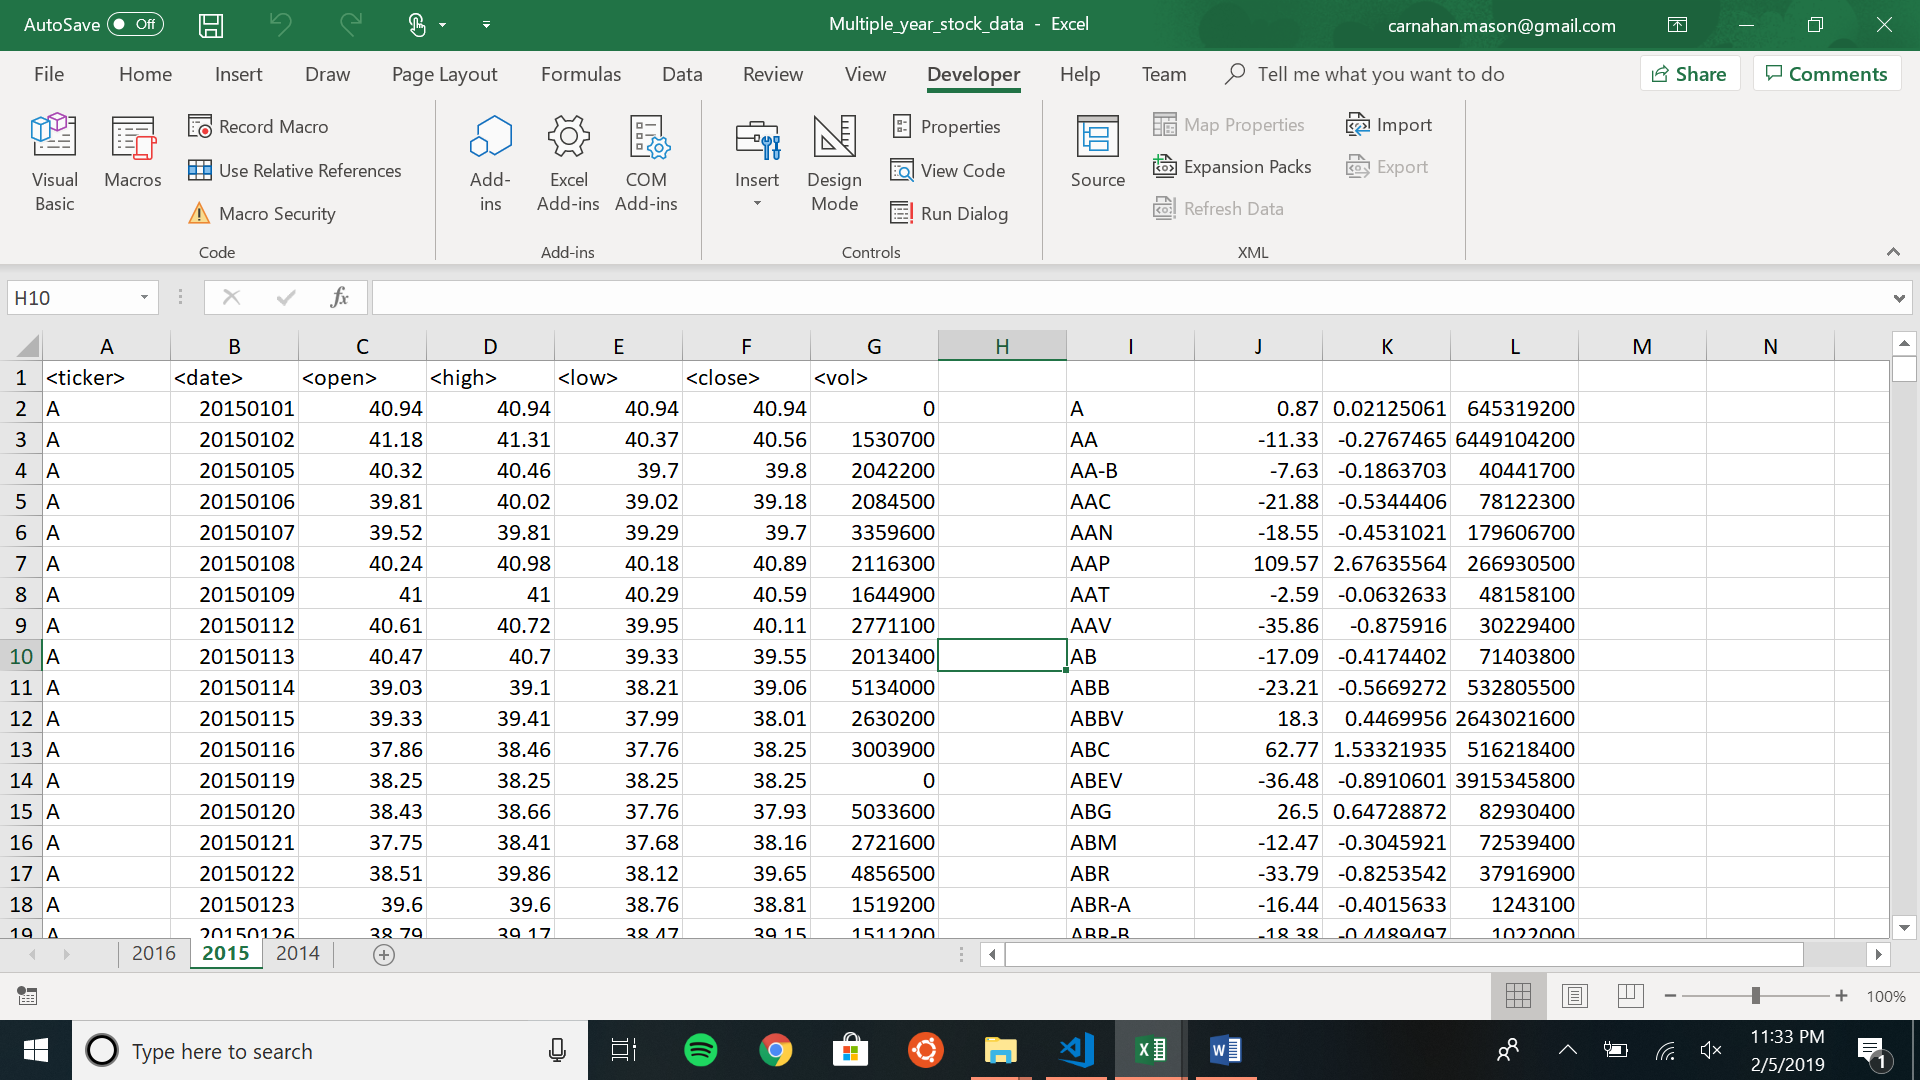 AutoSave Off Multiple_year_stock_data - Excel carnahan.mason@gmail.com
File Home Insert Draw Page Layout Formulas Data Review View Developer Help Team Tell me what you want to do Share Comments
Visual Basic Macros Record Macro Use Relative References Macro Security Code
Add-ins Excel Add-ins COM Add-ins Add-ins
Insert Design Mode Properties View Code Run Dialog Controls
Source Map Properties Expansion Packs Refresh Data Import Export XML
H10 fx
A B C D E F G H I J K L M N
1 <ticker> <date> <open> <high> <low> <close> <vol>
2 A 20150101 40.94 40.94 40.94 40.94 0 A 0.87 0.02125061 645319200
3 A 20150102 41.18 41.31 40.37 40.56 1530700 AA -11.33 -0.2767465 6449104200
4 A 20150105 40.32 40.46 39.7 39.8 2042200 AA-B -7.63 -0.1863703 40441700
5 A 20150106 39.81 40.02 39.02 39.18 2084500 AAC -21.88 -0.5344406 78122300
6 A 20150107 39.52 39.81 39.29 39.7 3359600 AAN -18.55 -0.4531021 179606700
7 A 20150108 40.24 40.98 40.18 40.89 2116300 AAP 109.57 2.67635564 266930500
8 A 20150109 41 41 40.29 40.59 1644900 AAT -2.59 -0.0632633 48158100
9 A 20150112 40.61 40.72 39.95 40.11 2771100 AAV -35.86 -0.875916 30229400
10 A 20150113 40.47 40.7 39.33 39.55 2013400 AB -17.09 -0.4174402 71403800
11 A 20150114 39.03 39.1 38.21 39.06 5134000 ABB -23.21 -0.5669272 532805500
12 A 20150115 39.33 39.41 37.99 38.01 2630200 ABBV 18.3 0.4469956 2643021600
13 A 20150116 37.86 38.46 37.76 38.25 3003900 ABC 62.77 1.53321935 516218400
14 A 20150119 38.25 38.25 38.25 38.25 0 ABEV -36.48 -0.8910601 3915345800
15 A 20150120 38.43 38.66 37.76 37.93 5033600 ABG 26.5 0.64728872 82930400
16 A 20150121 37.75 38.41 37.68 38.16 2721600 ABM -12.47 -0.3045921 72539400
17 A 20150122 38.51 39.86 38.12 39.65 4856500 ABR -33.79 -0.8253542 37916900
18 A 20150123 39.6 39.6 38.76 38.81 1519200 ABR-A -16.44 -0.4015633 1243100
19 A 20150126 38.79 39.17 38.47 39.15 1511200 ABR-B -18.38 -0.4489497 1022000
2016 2015 2014
100%
Type here to search 11:33 PM
2/5/2019 1